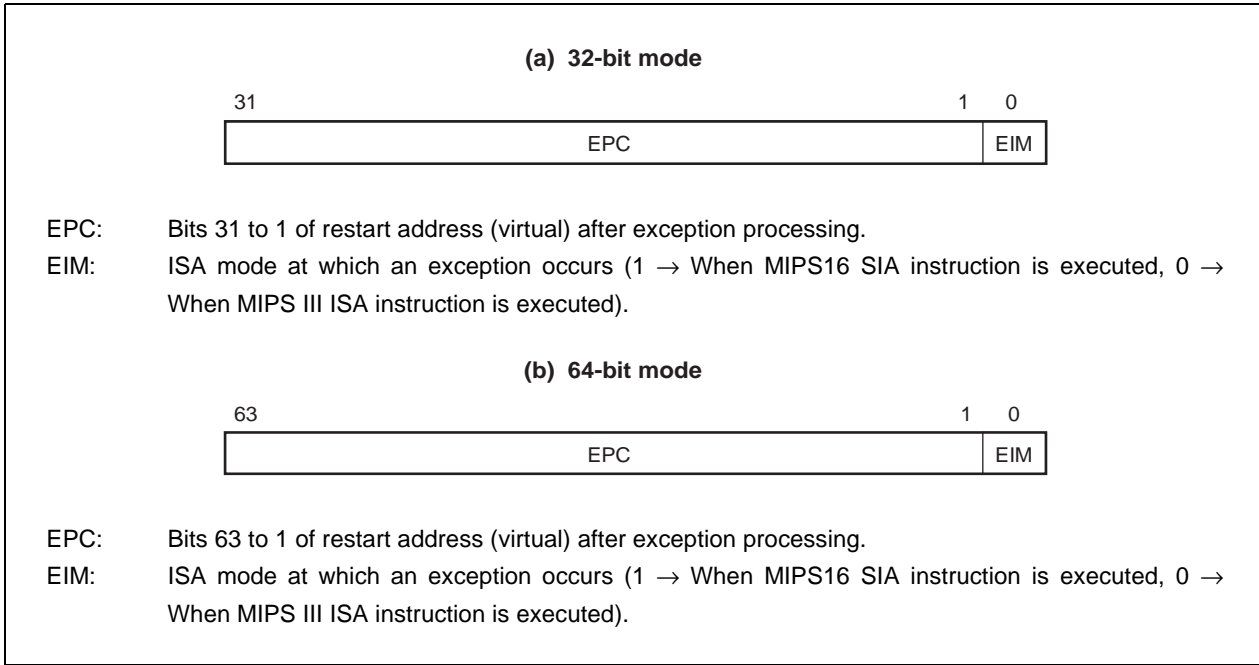 (a) 32-bit mode
31 1 0
EPC EIM
EPC: Bits 31 to 1 of restart address (virtual) after exception processing.
EIM: ISA mode at which an exception occurs (1 → When MIPS16 SIA instruction is executed, 0 →
When MIPS III ISA instruction is executed).
(b) 64-bit mode
63 1 0
EPC EIM
EPC: Bits 63 to 1 of restart address (virtual) after exception processing.
EIM: ISA mode at which an exception occurs (1 → When MIPS16 SIA instruction is executed, 0 →
When MIPS III ISA instruction is executed).